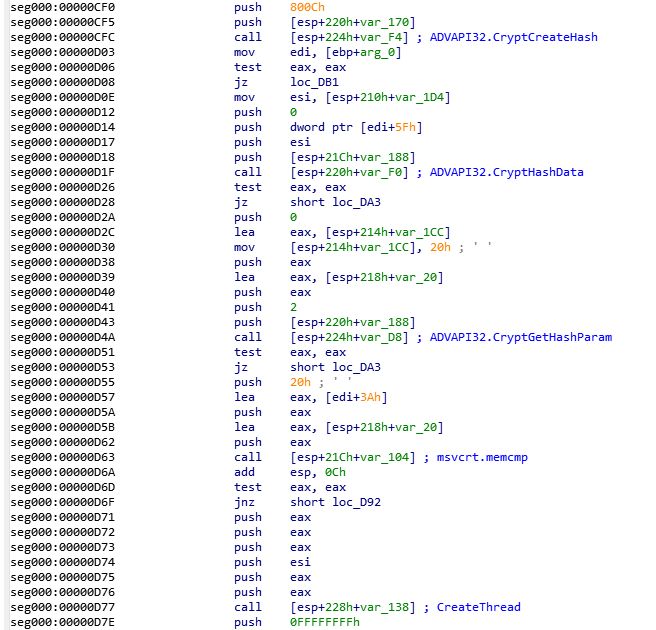 seg000:00000CF0 push 800Ch
seg000:00000CF5 push [esp+220h+var_170]
seg000:00000CFC call [esp+224h+var_F4] ; ADVAPI32.CryptCreateHash
seg000:00000D03 mov edi, [ebp+arg_0]
seg000:00000D06 test eax, eax
seg000:00000D08 jz loc_DB1
seg000:00000D0E mov esi, [esp+210h+var_1D4]
seg000:00000D12 push 0
seg000:00000D14 push dword ptr [edi+5Fh]
seg000:00000D17 push esi
seg000:00000D18 push [esp+21Ch+var_188]
seg000:00000D1F call [esp+220h+var_F0] ; ADVAPI32.CryptHashData
seg000:00000D26 test eax, eax
seg000:00000D28 jz short loc_DA3
seg000:00000D2A push 0
seg000:00000D2C lea eax, [esp+214h+var_1CC]
seg000:00000D30 mov [esp+214h+var_1CC], 20h ; ' '
seg000:00000D38 push eax
seg000:00000D39 lea eax, [esp+218h+var_20]
seg000:00000D40 push eax
seg000:00000D41 push 2
seg000:00000D43 push [esp+220h+var_188]
seg000:00000D4A call [esp+224h+var_D8] ; ADVAPI32.CryptGetHashParam
seg000:00000D51 test eax, eax
seg000:00000D53 jz short loc_DA3
seg000:00000D55 push 20h ; ' '
seg000:00000D57 lea eax, [edi+3Ah]
seg000:00000D5A push eax
seg000:00000D5B lea eax, [esp+218h+var_20]
seg000:00000D62 push eax
seg000:00000D63 call [esp+21Ch+var_104] ; msvcrt.memcmp
seg000:00000D6A add esp, 0Ch
seg000:00000D6D test eax, eax
seg000:00000D6F jnz short loc_D92
seg000:00000D71 push eax
seg000:00000D72 push eax
seg000:00000D73 push eax
seg000:00000D74 push esi
seg000:00000D75 push eax
seg000:00000D76 push eax
seg000:00000D77 call [esp+228h+var_138] ; CreateThread
seg000:00000D7E push 0FFFFFFFFh